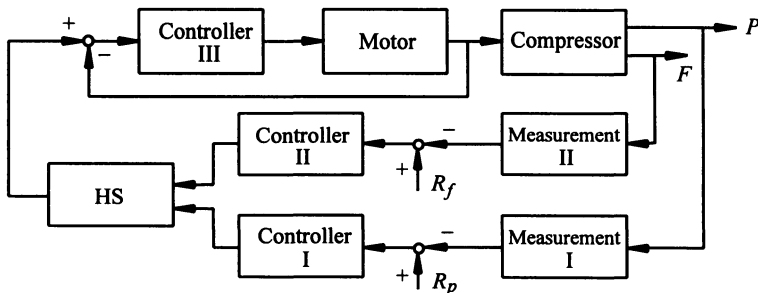 +
−
Controller
III
Motor
Compressor
P
F
Controller
II
−
+
R_f
Measurement
II
HS
Controller
I
−
+
R_p
Measurement
I